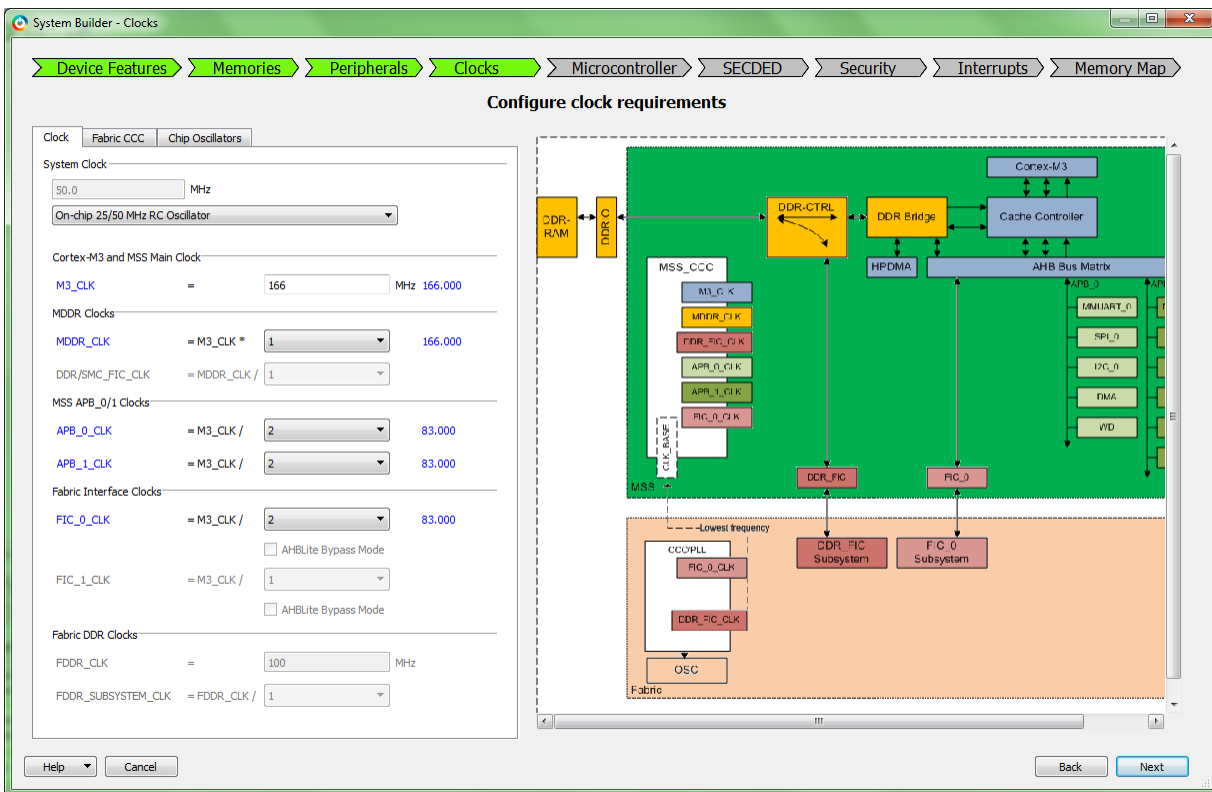 System Builder - Clocks
Device Features Memories Peripherals Clocks Microcontroller SECDED Security Interrupts Memory Map
Configure clock requirements
Clock Fabric CCC Chip Oscillators
System Clock
50.0 MHz
On-chip 25/50 MHz RC Oscillator
Cortex-M3 and MSS Main Clock
M3_CLK = 166 MHz 166.000
MDDR Clocks
MDDR_CLK = M3_CLK * 1 166.000
DDR/SMC_FIC_CLK = MDDR_CLK / 1
MSS APB_0/1 Clocks
APB_0_CLK = M3_CLK / 2 83.000
APB_1_CLK = M3_CLK / 2 83.000
Fabric Interface Clocks
FIC_0_CLK = M3_CLK / 2 83.000
AHBLite Bypass Mode
FIC_1_CLK = M3_CLK / 1
AHBLite Bypass Mode
Fabric DDR Clocks
FDDR_CLK = 100 MHz
FDDR_SUBSYSTEM_CLK = FDDR_CLK / 1
Cortex-M3
DDR-
RAM
DDRIO
DDR-CTRL
DDR Bridge
Cache Controller
HPDMA
AHB Bus Matrix
MSS_CCC
M3_CLK
MDDR_CLK
DDR_FIC_CLK
APB_0_CLK
APB_1_CLK
FIC_0_CLK
CLK_BASE
MSS
APB_0
MMUART_0
SPI_0
I2C_0
DMA
WD
DDR_FIC
FIC_0
Lowest frequency
CCC/PLL
FIC_0_CLK
DDR_FIC_CLK
OSC
Fabric
DDR_FIC
Subsystem
FIC_0
Subsystem
Help Cancel Back Next